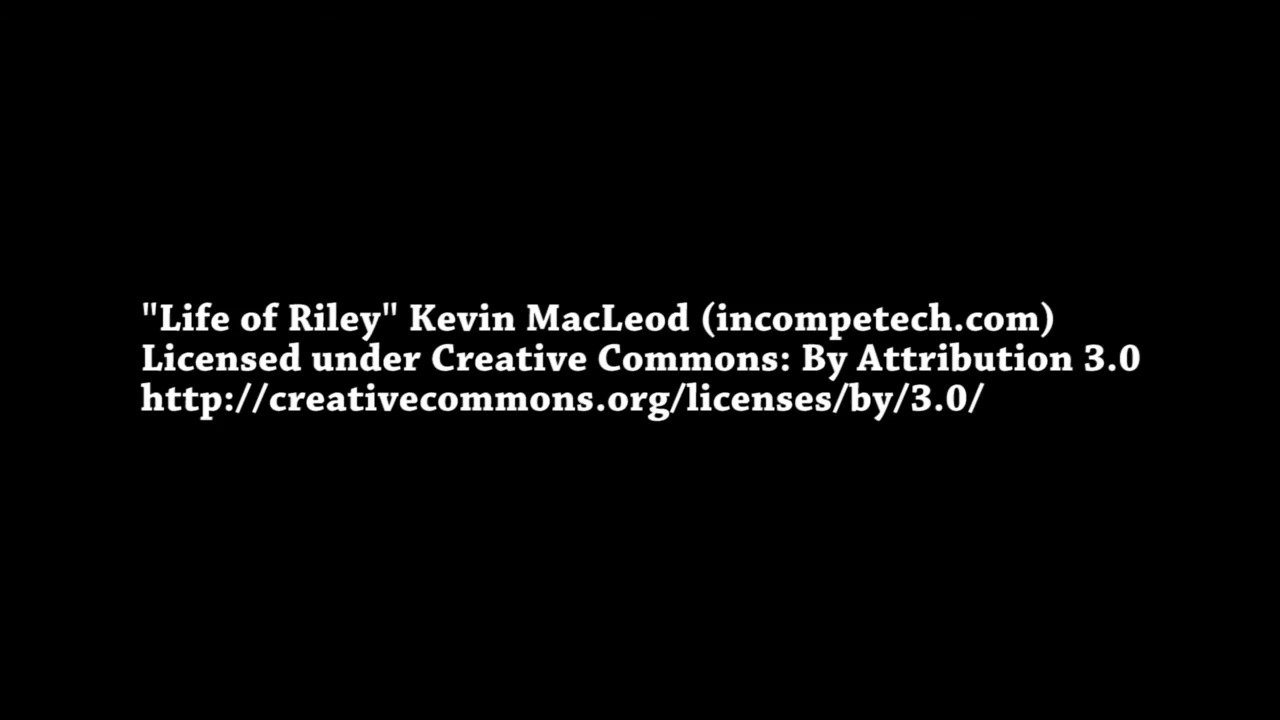 "Life of Riley" Kevin MacLeod (incompetech.com)
Licensed under Creative Commons: By Attribution 3.0
http://creativecommons.org/licenses/by/3.0/